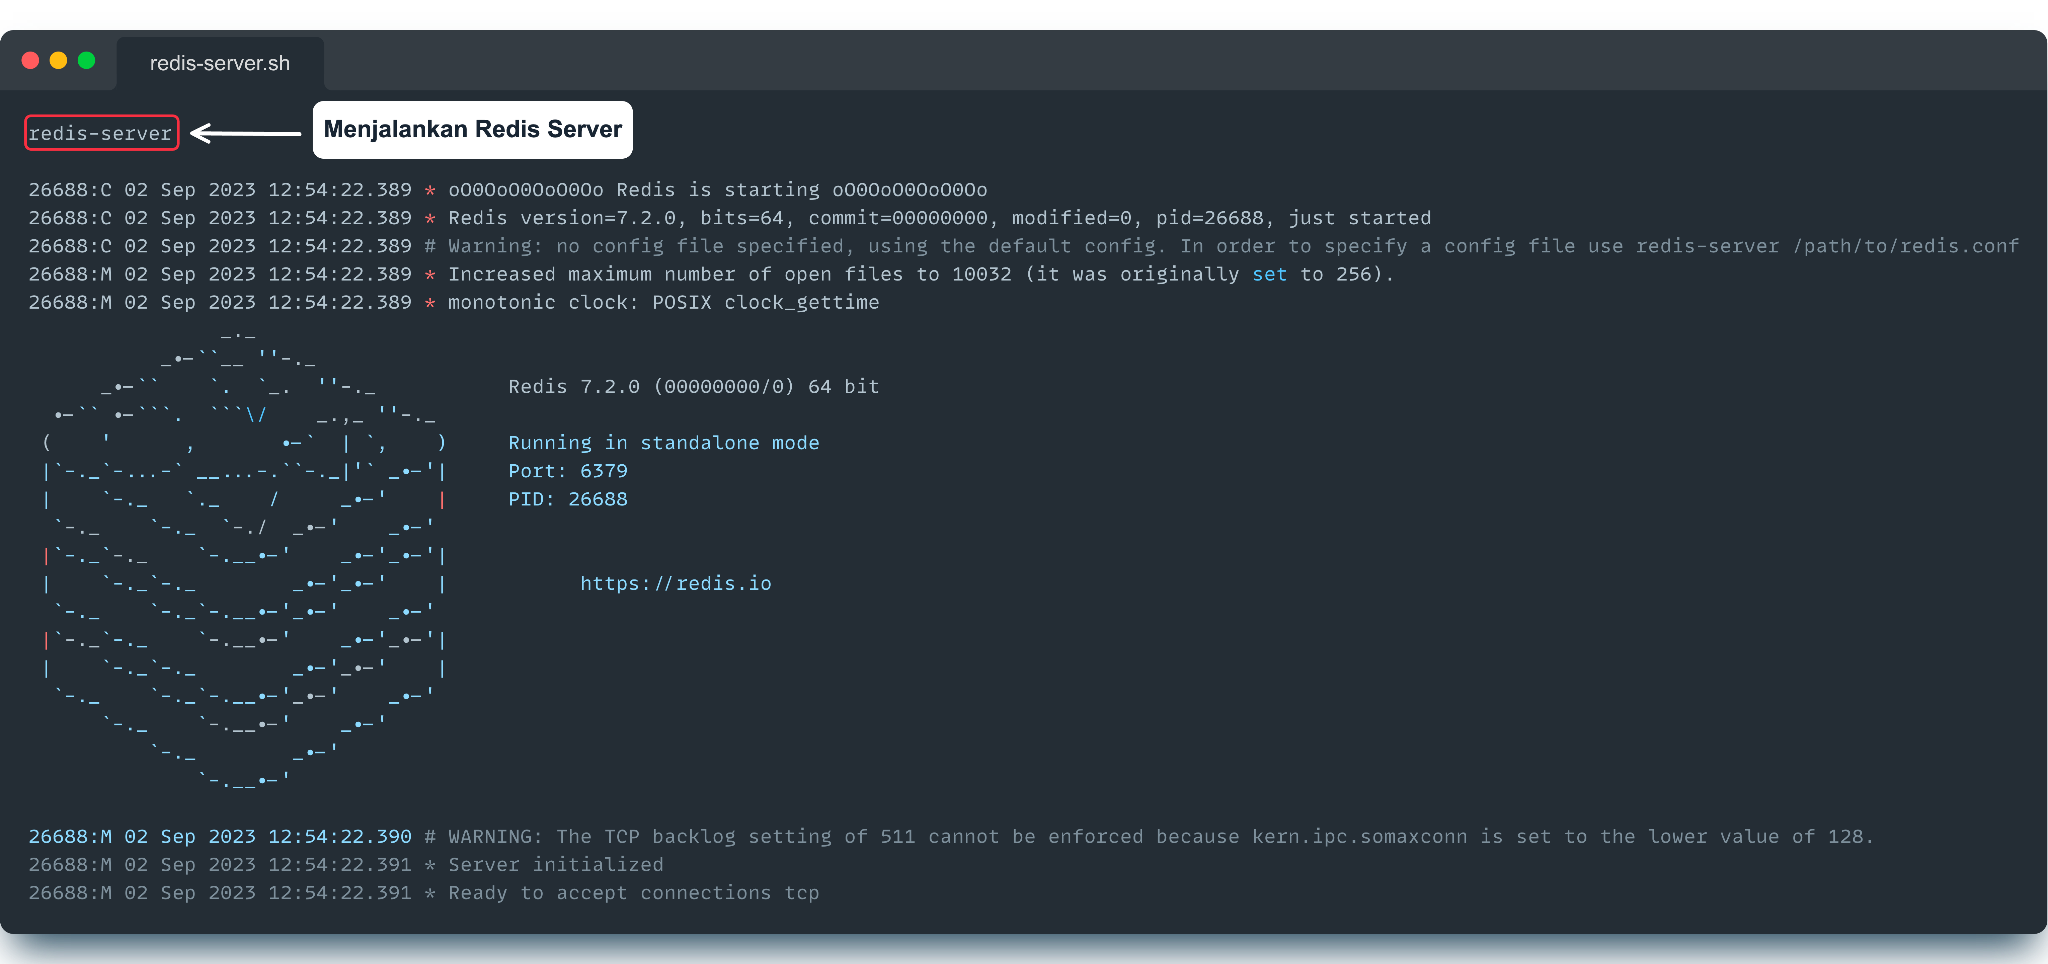 redis-server.sh
redis-server
Menjalankan Redis Server
26688:C 02 Sep 2023 12:54:22.389 * oO0OoO0OoO0Oo Redis is starting oO0OoO0OoO0Oo
26688:C 02 Sep 2023 12:54:22.389 * Redis version=7.2.0, bits=64, commit=00000000, modified=0, pid=26688, just started
26688:C 02 Sep 2023 12:54:22.389 # Warning: no config file specified, using the default config. In order to specify a config file use redis-server /path/to/redis.conf
26688:M 02 Sep 2023 12:54:22.389 * Increased maximum number of open files to 10032 (it was originally set to 256).
26688:M 02 Sep 2023 12:54:22.389 * monotonic clock: POSIX clock_gettime
Redis 7.2.0 (00000000/0) 64 bit
Running in standalone mode
Port: 6379
PID: 26688
https://redis.io
26688:M 02 Sep 2023 12:54:22.390 # WARNING: The TCP backlog setting of 511 cannot be enforced because kern.ipc.somaxconn is set to the lower value of 128.
26688:M 02 Sep 2023 12:54:22.391 * Server initialized
26688:M 02 Sep 2023 12:54:22.391 * Ready to accept connections tcp